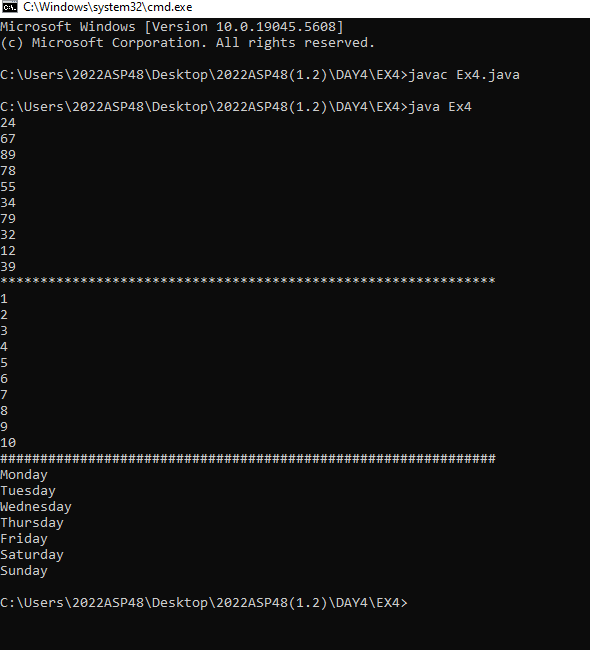 C:\Windows\system32\cmd.exe
Microsoft Windows [Version 10.0.19045.5608]
(c) Microsoft Corporation. All rights reserved.
C:\Users\2022ASP48\Desktop\2022ASP48(1.2)\DAY4\EX4>javac Ex4.java
C:\Users\2022ASP48\Desktop\2022ASP48(1.2)\DAY4\EX4>java Ex4
24
67
89
78
55
34
79
32
12
39
**************************************************************
1
2
3
4
5
6
7
8
9
10
##############################################################
Monday
Tuesday
Wednesday
Thursday
Friday
Saturday
Sunday
C:\Users\2022ASP48\Desktop\2022ASP48(1.2)\DAY4\EX4>